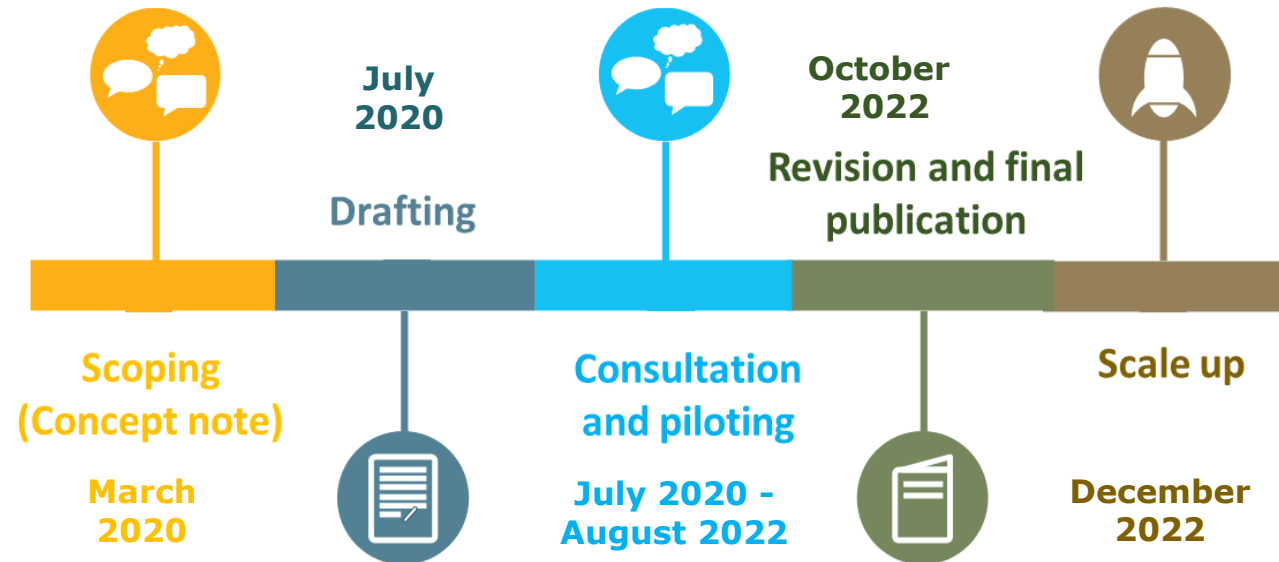 Scoping
(Concept note)
March
2020
July
2020
Drafting
Consultation
and piloting
July 2020 -
August 2022
October
2022
Revision and final
publication
Scale up
December
2022